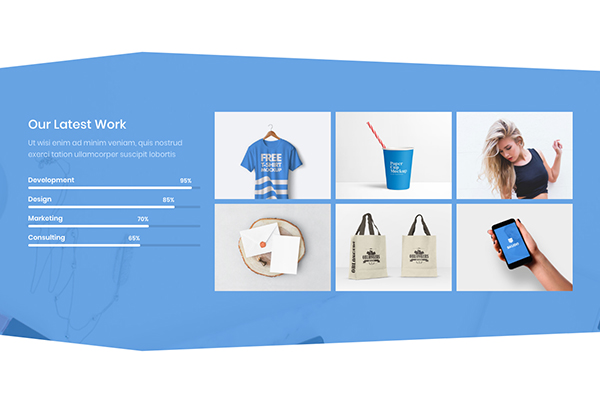 Our Latest Work
Ut wisi enim ad minim veniam, quis nostrud
exerci tation ullamcorper suscipit lobortis
Development 95%
Design 85%
Marketing 70%
Consulting 65%
FREE
T-SHIRT
MOCKUP
Paper
Cup
Mockup